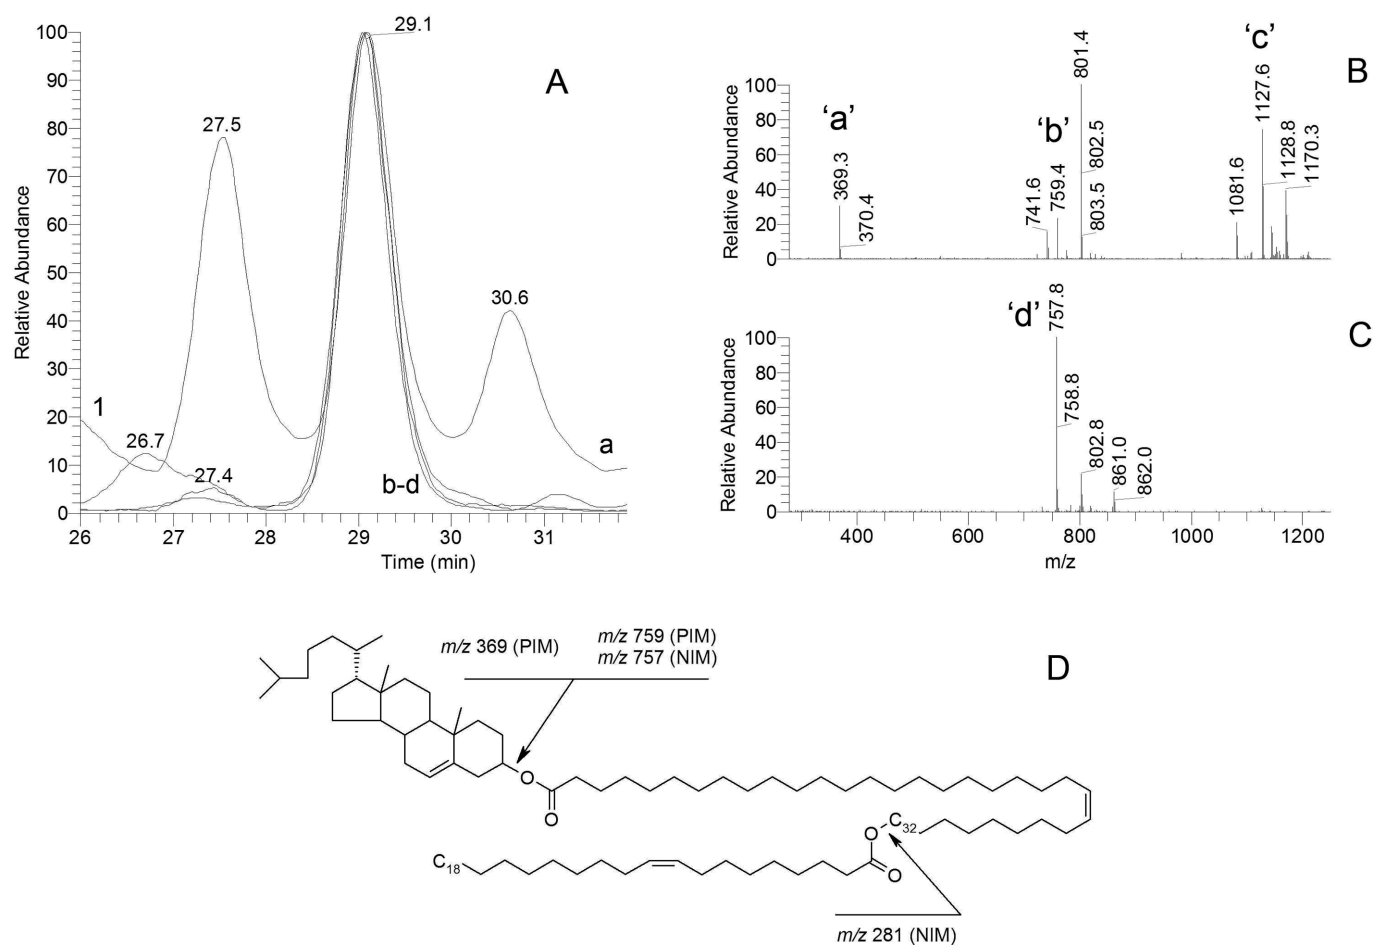 A
29.1
27.5
30.6
1
26.7
27.4
a
b-d
100
90
80
70
60
50
40
30
20
10
0
26
27
28
29
30
31
Relative Abundance
Time (min)
B
'a'
'b'
'c'
369.3
370.4
741.6
759.4
801.4
802.5
803.5
1081.6
1127.6
1128.8
1170.3
100
80
60
40
20
0
Relative Abundance
C
'd'
757.8
758.8
802.8
861.0
862.0
100
80
60
40
20
0
Relative Abundance
400
600
800
1000
1200
m/z
D
m/z 369 (PIM)
m/z 759 (PIM)
m/z 757 (NIM)
O
O
C32
O
C18
O
m/z 281 (NIM)